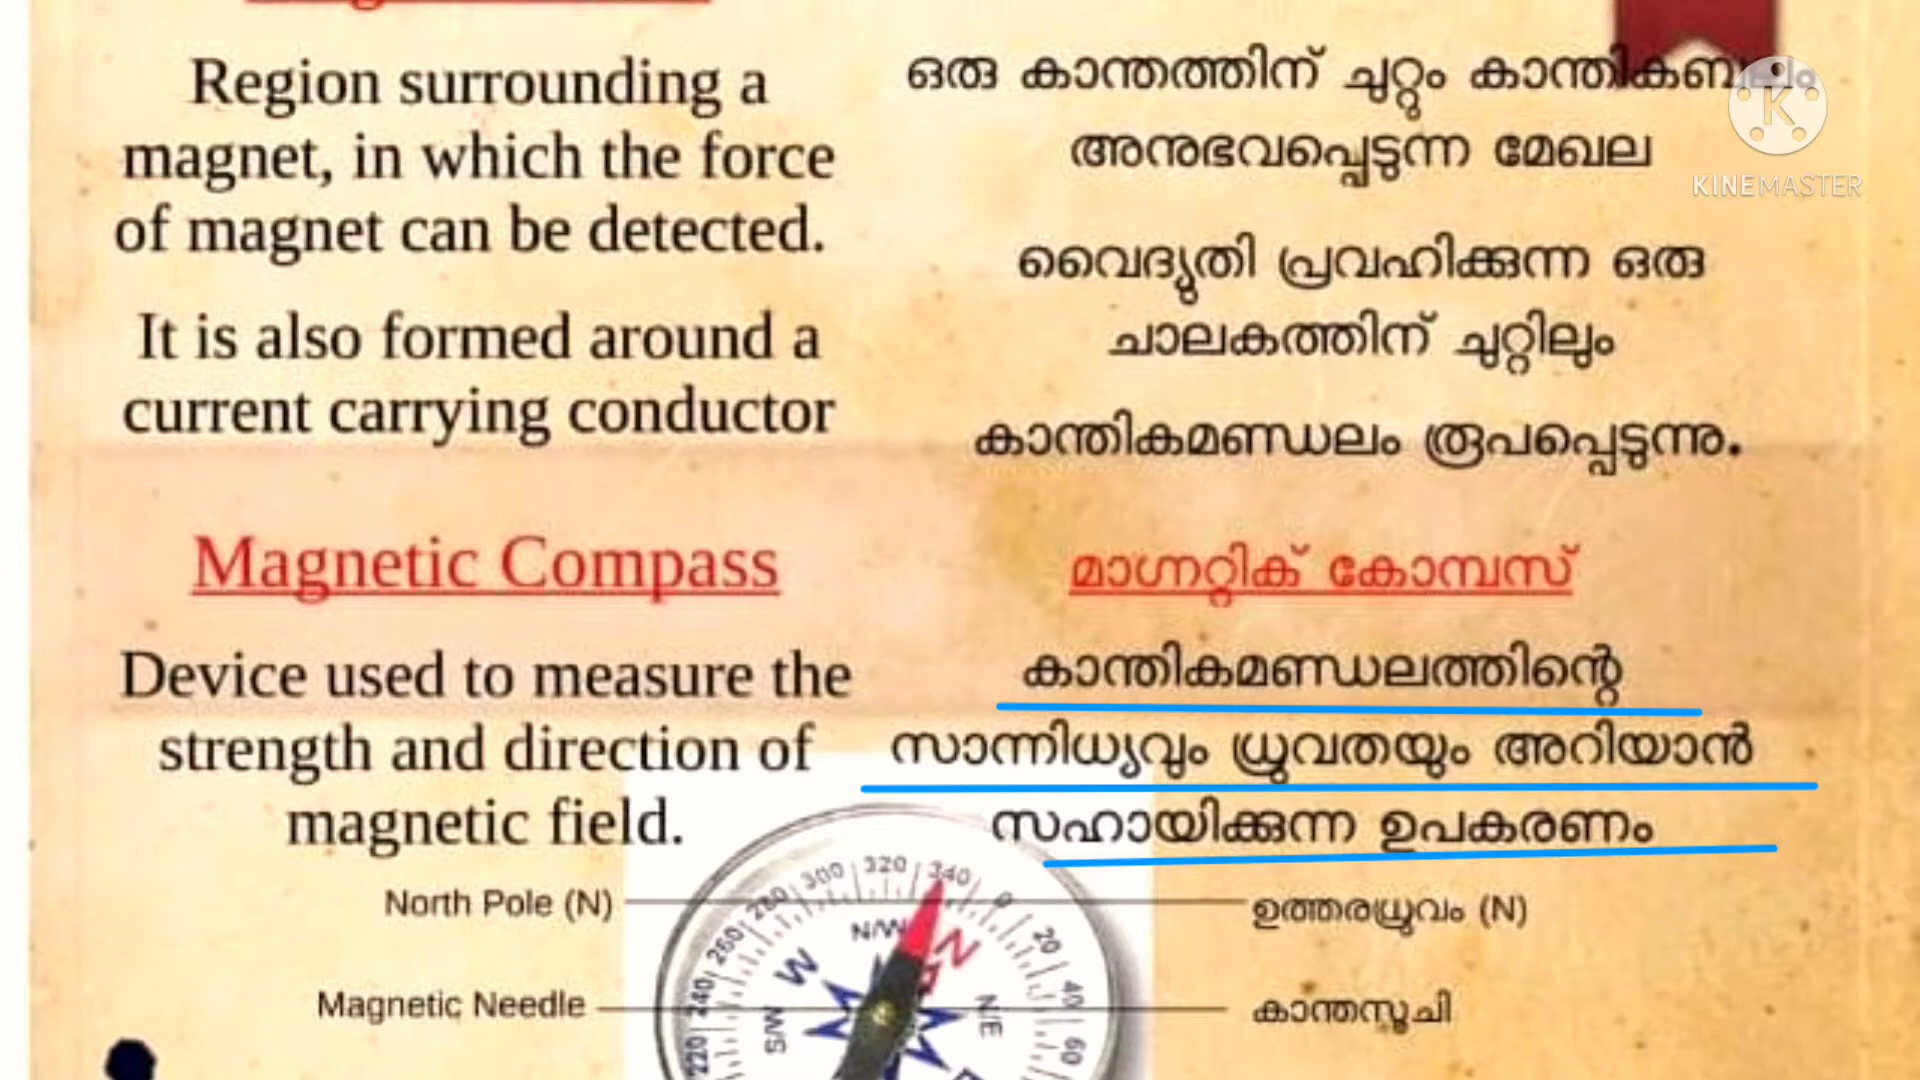 Region surrounding a
magnet, in which the force
of magnet can be detected.
It is also formed around a
current carrying conductor
ഒരു കാന്തത്തിന് ചുറ്റും കാന്തികബലം
അനുഭവപ്പെടുന്ന മേഖല
വൈദ്യുതി പ്രവഹിക്കുന്ന ഒരു
ചാലകത്തിന് ചുറ്റിലും
കാന്തികമണ്ഡലം രൂപപ്പെടുന്നു.
KINEMASTER
Magnetic Compass
മാഗ്നറ്റിക് കോമ്പസ്
Device used to measure the
strength and direction of
magnetic field.
കാന്തികമണ്ഡലത്തിന്റെ
സാന്നിധ്യവും ധ്രുവതയും അറിയാൻ
സഹായിക്കുന്ന ഉപകരണം
North Pole (N)
ഉത്തരധ്രുവം (N)
Magnetic Needle
കാന്തസൂചി
220 240 260 280 300 320 340 0 20 40 60
S/W W N/W N N/E